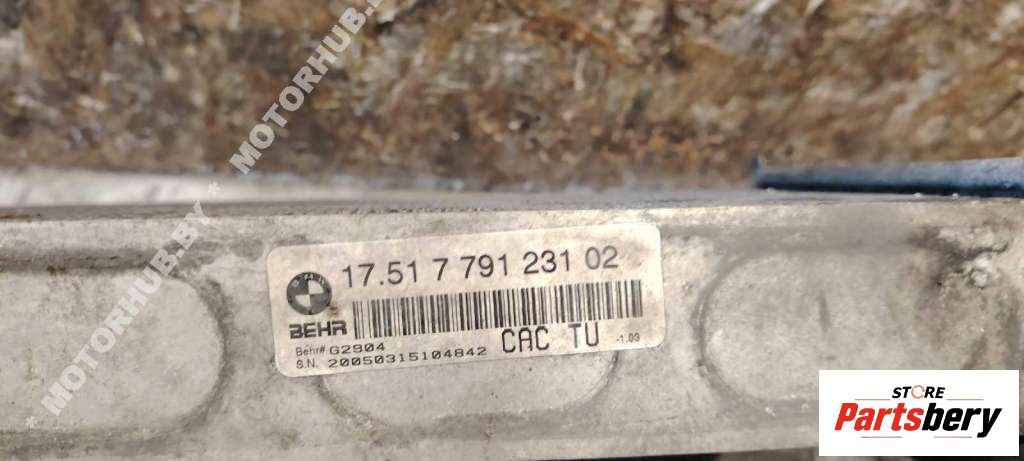 * MOTORHUB.BY * MOTORHUB.BY
17.51 7 791 231 02
BEHR
Behr# G2904
CAC TU
-1.03
S.N. 20050315104842
STORE
Partsbery